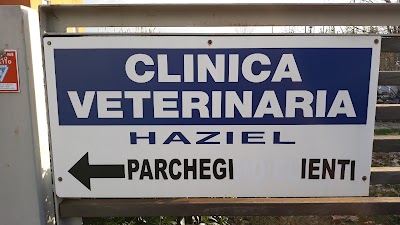 CLINICA
VETERINARIA
HAZIEL
PARCHEGI IENTI